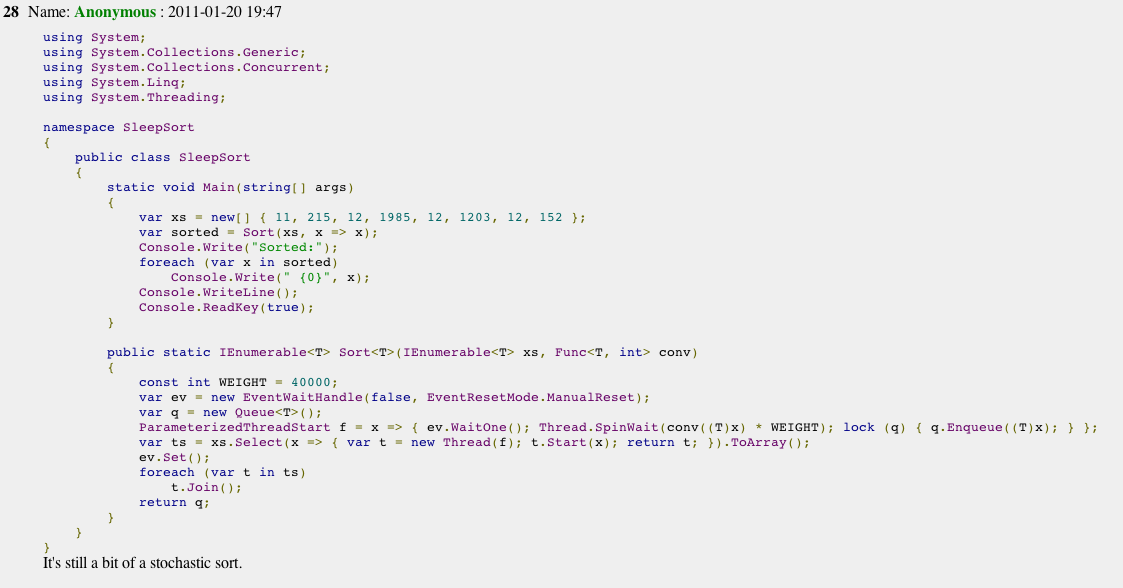 28 Name: Anonymous : 2011-01-20 19:47
using System;
using System.Collections.Generic;
using System.Collections.Concurrent;
using System.Linq;
using System.Threading;

namespace SleepSort
{
    public class SleepSort
    {
        static void Main(string[] args)
        {
            var xs = new[] { 11, 215, 12, 1985, 12, 1203, 12, 152 };
            var sorted = Sort(xs, x => x);
            Console.Write("Sorted:");
            foreach (var x in sorted)
                Console.Write(" {0}", x);
            Console.WriteLine();
            Console.ReadKey(true);
        }

        public static IEnumerable<T> Sort<T>(IEnumerable<T> xs, Func<T, int> conv)
        {
            const int WEIGHT = 40000;
            var ev = new EventWaitHandle(false, EventResetMode.ManualReset);
            var q = new Queue<T>();
            ParameterizedThreadStart f = x => { ev.WaitOne(); Thread.SpinWait(conv((T)x) * WEIGHT); lock (q) { q.Enqueue((T)x); } };
            var ts = xs.Select(x => { var t = new Thread(f); t.Start(x); return t; }).ToArray();
            ev.Set();
            foreach (var t in ts)
                t.Join();
            return q;
        }
    }
}
It's still a bit of a stochastic sort.